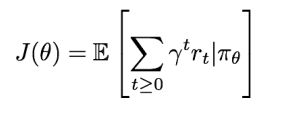 J(θ) = 𝔼 [ ∑_{t≥0} γ^t r_t | π_θ ]